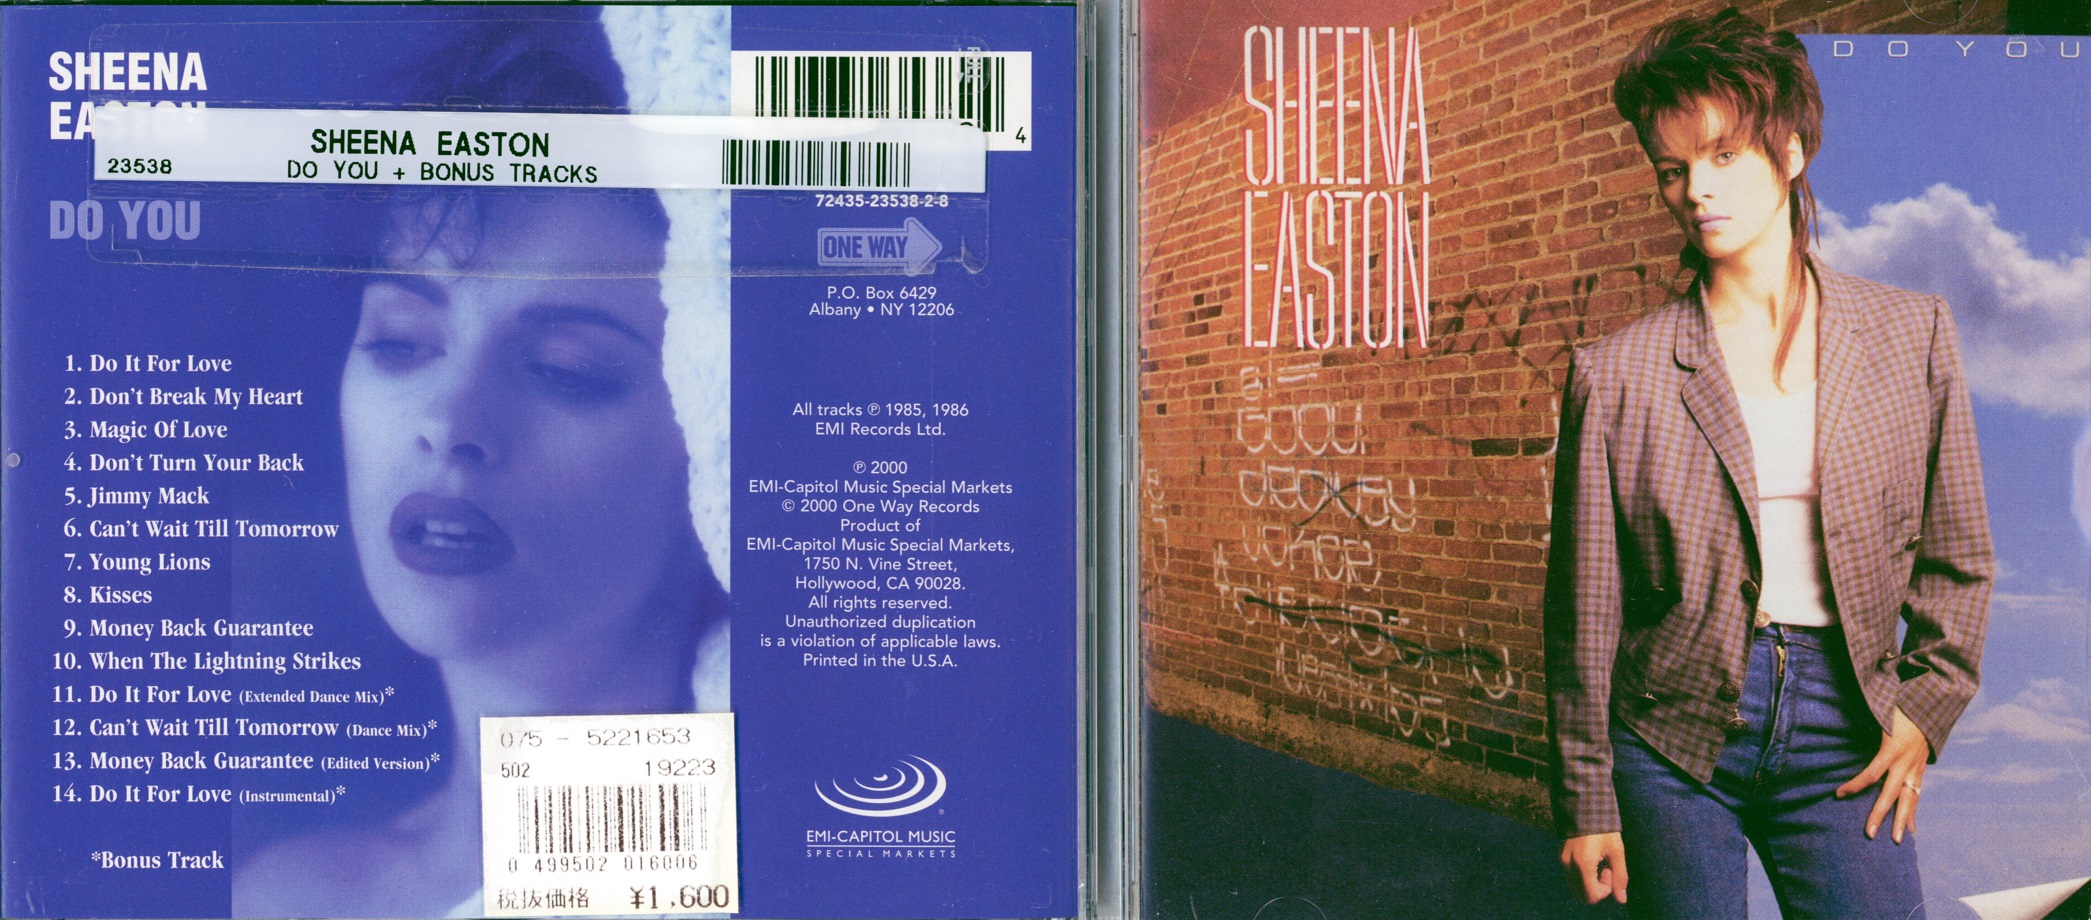 SHEENA
EASTON
SHEENA EASTON
23538
DO YOU + BONUS TRACKS
4
72435-23538-2-8
DO YOU
ONE WAY
P.O. Box 6429
Albany • NY 12206
1. Do It For Love
2. Don't Break My Heart
3. Magic Of Love
4. Don't Turn Your Back
5. Jimmy Mack
6. Can't Wait Till Tomorrow
7. Young Lions
8. Kisses
9. Money Back Guarantee
10. When The Lightning Strikes
11. Do It For Love (Extended Dance Mix)*
12. Can't Wait Till Tomorrow (Dance Mix)*
13. Money Back Guarantee (Edited Version)*
14. Do It For Love (Instrumental)*
*Bonus Track
All tracks ℗ 1985, 1986
EMI Records Ltd.
℗ 2000
EMI-Capitol Music Special Markets
© 2000 One Way Records
Product of
EMI-Capitol Music Special Markets,
1750 N. Vine Street,
Hollywood, CA 90028.
All rights reserved.
Unauthorized duplication
is a violation of applicable laws.
Printed in the U.S.A.
EMI-CAPITOL MUSIC
SPECIAL MARKETS
075 - 5221653
502 19223
0 499502 016006
税抜価格 ¥1,600
SHEENA
EASTON
DO YOU